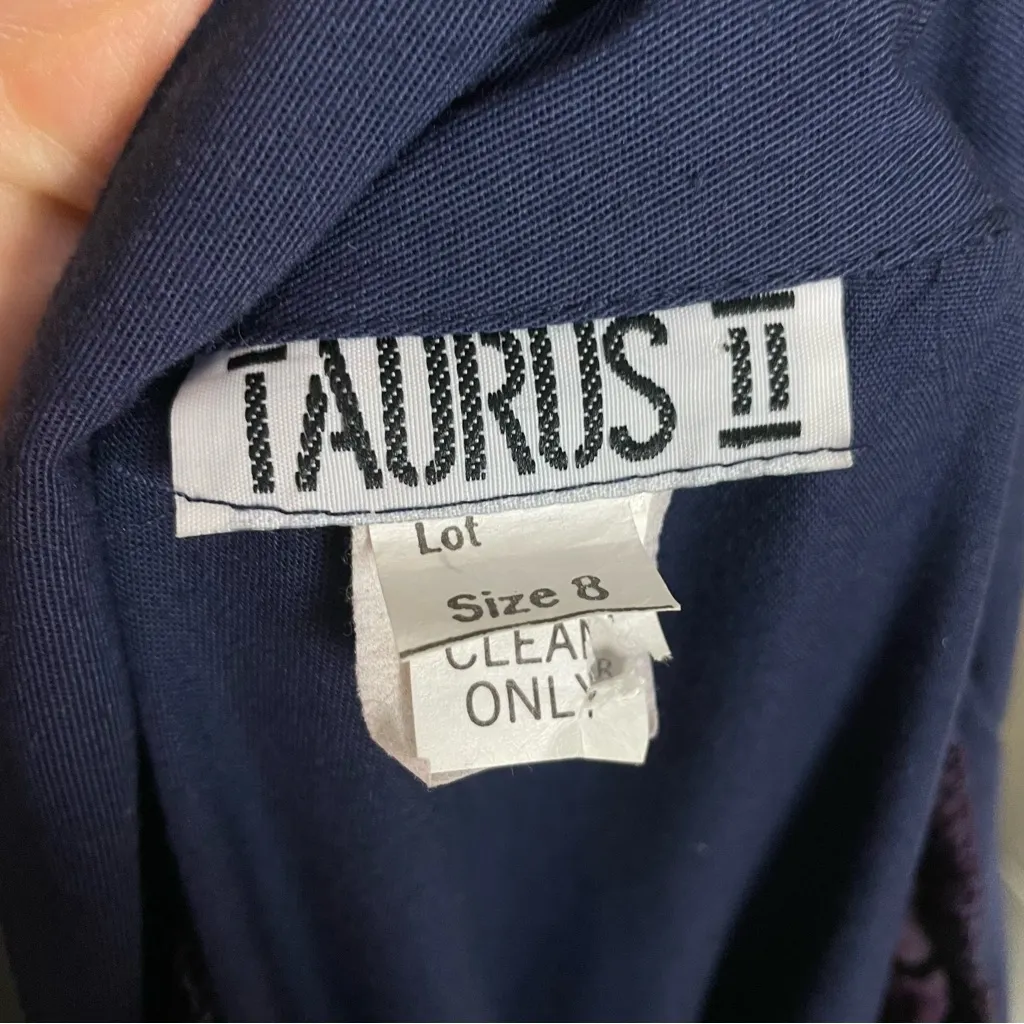 TAURUS II
Lot
Size 8
CLEAN
R
ONLY